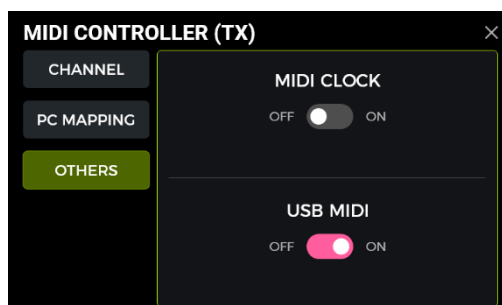 MIDI CONTROLLER (TX)
CHANNEL
PC MAPPING
OTHERS
MIDI CLOCK
OFF ON
USB MIDI
OFF ON